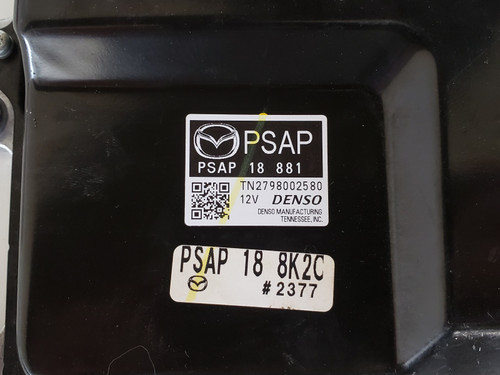 PSAP
PSAP 18 881
TN2798002580
12V DENSO
DENSO MANUFACTURING
TENNESSEE, INC.
PSAP 18 8K2C
#2377